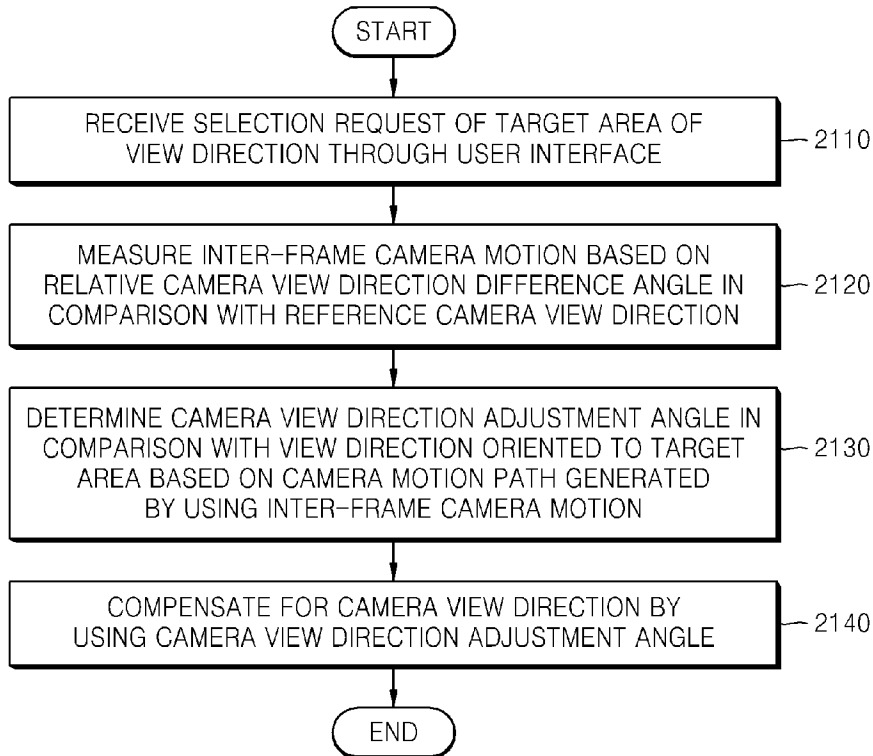 START
RECEIVE SELECTION REQUEST OF TARGET AREA OF
VIEW DIRECTION THROUGH USER INTERFACE
2110
MEASURE INTER-FRAME CAMERA MOTION BASED ON
RELATIVE CAMERA VIEW DIRECTION DIFFERENCE ANGLE IN
COMPARISON WITH REFERENCE CAMERA VIEW DIRECTION
2120
DETERMINE CAMERA VIEW DIRECTION ADJUSTMENT ANGLE IN
COMPARISON WITH VIEW DIRECTION ORIENTED TO TARGET
AREA BASED ON CAMERA MOTION PATH GENERATED
BY USING INTER-FRAME CAMERA MOTION
2130
COMPENSATE FOR CAMERA VIEW DIRECTION BY
USING CAMERA VIEW DIRECTION ADJUSTMENT ANGLE
2140
END